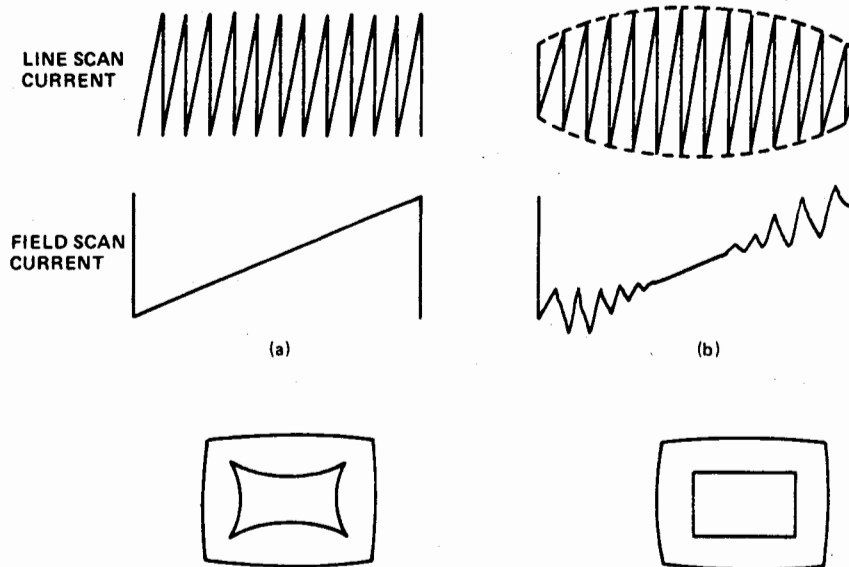 LINE SCAN
CURRENT
FIELD SCAN
CURRENT
(a)
(b)